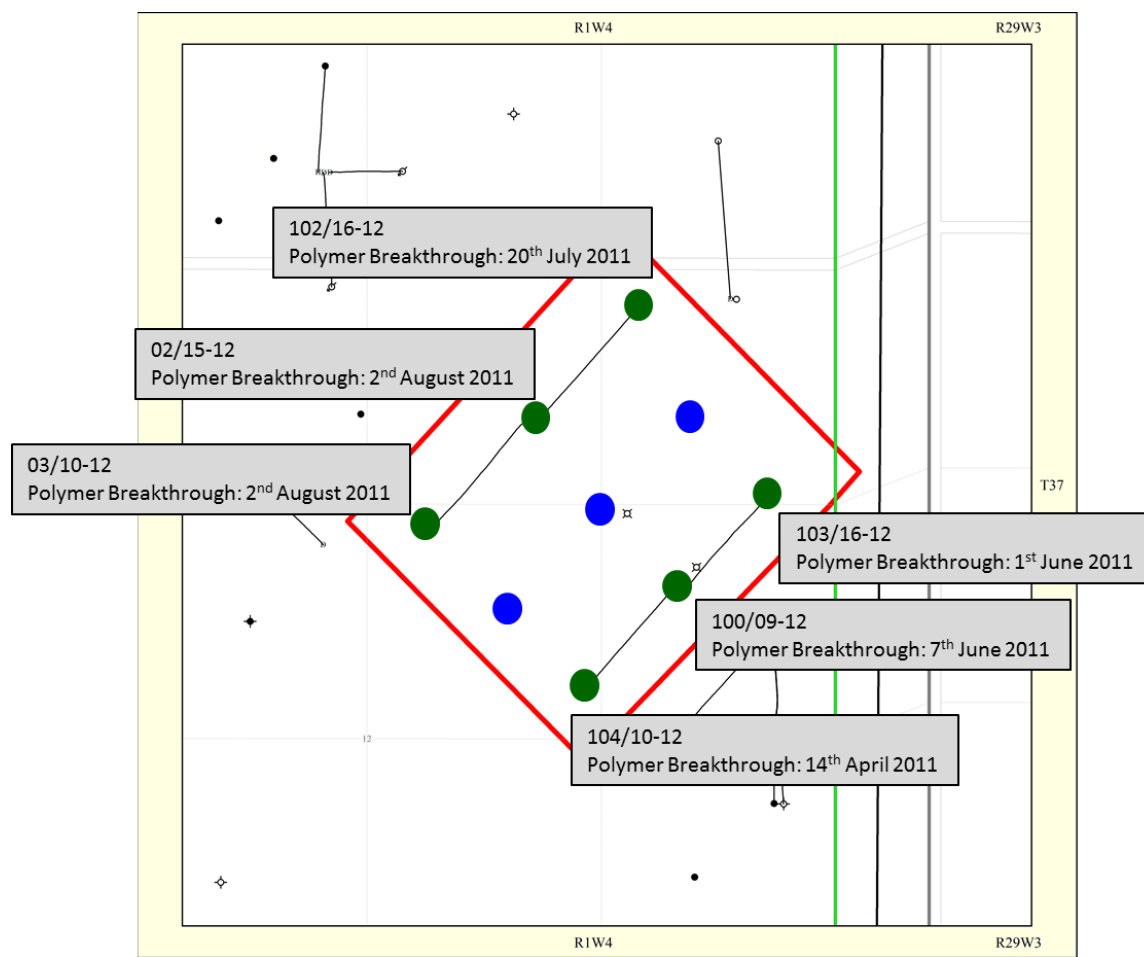 R1W4
R29W3
102/16-12
Polymer Breakthrough: 20th July 2011
02/15-12
Polymer Breakthrough: 2nd August 2011
03/10-12
Polymer Breakthrough: 2nd August 2011
T37
103/16-12
Polymer Breakthrough: 1st June 2011
100/09-12
Polymer Breakthrough: 7th June 2011
104/10-12
Polymer Breakthrough: 14th April 2011
12
R1W4
R29W3